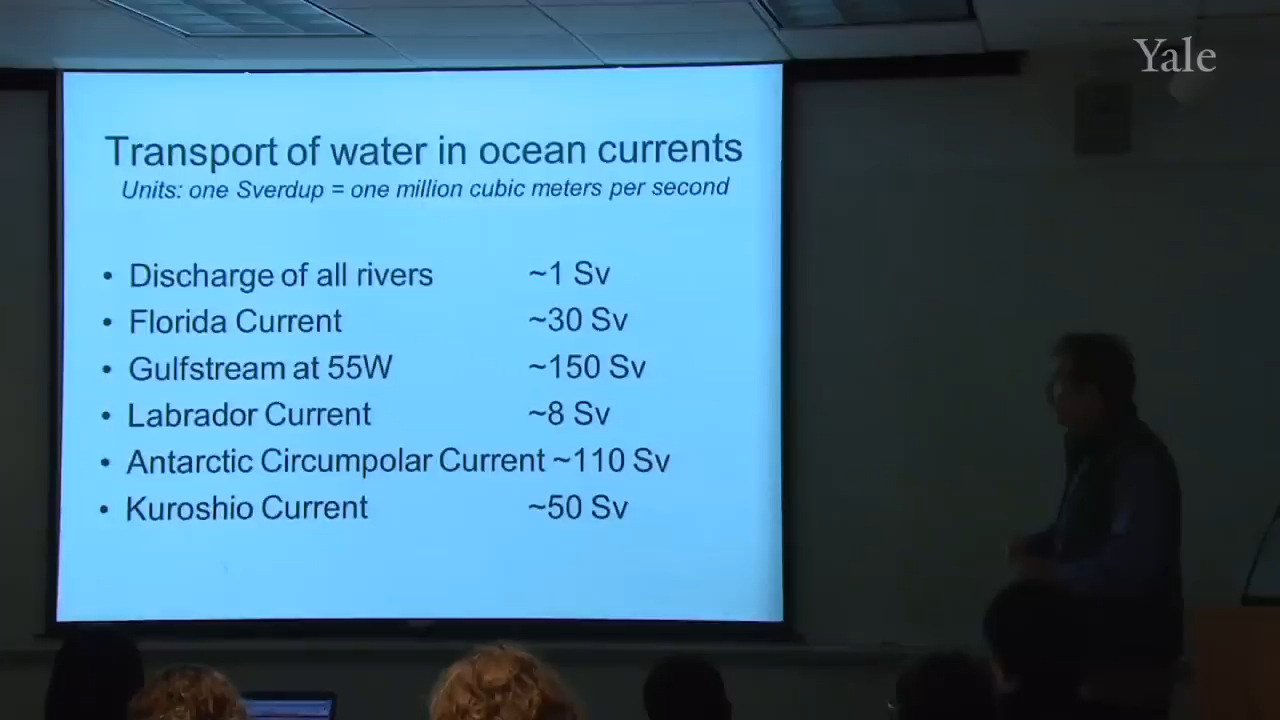 Yale
Transport of water in ocean currents
Units: one Sverdup = one million cubic meters per second
• Discharge of all rivers ~1 Sv
• Florida Current ~30 Sv
• Gulfstream at 55W ~150 Sv
• Labrador Current ~8 Sv
• Antarctic Circumpolar Current ~110 Sv
• Kuroshio Current ~50 Sv